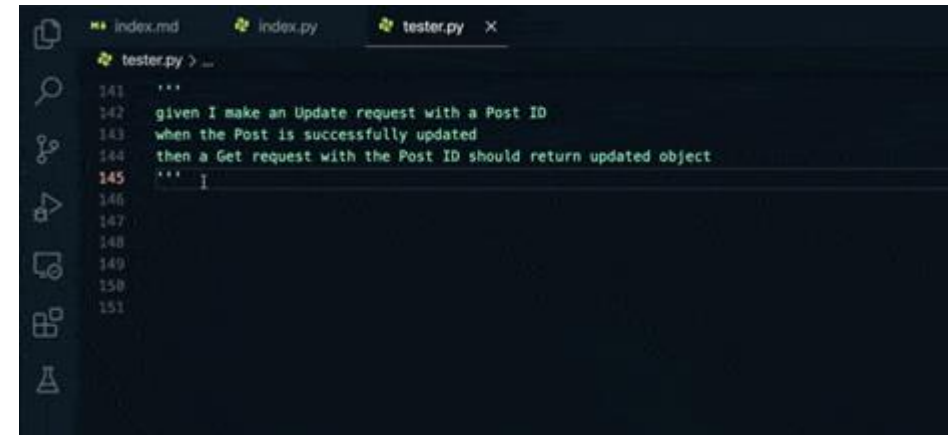 index.md index.py tester.py ×
tester.py > ...
141 '''
142 given I make an Update request with a Post ID
143 when the Post is successfully updated
144 then a Get request with the Post ID should return updated object
145 '''
146
147
148
149
150
151